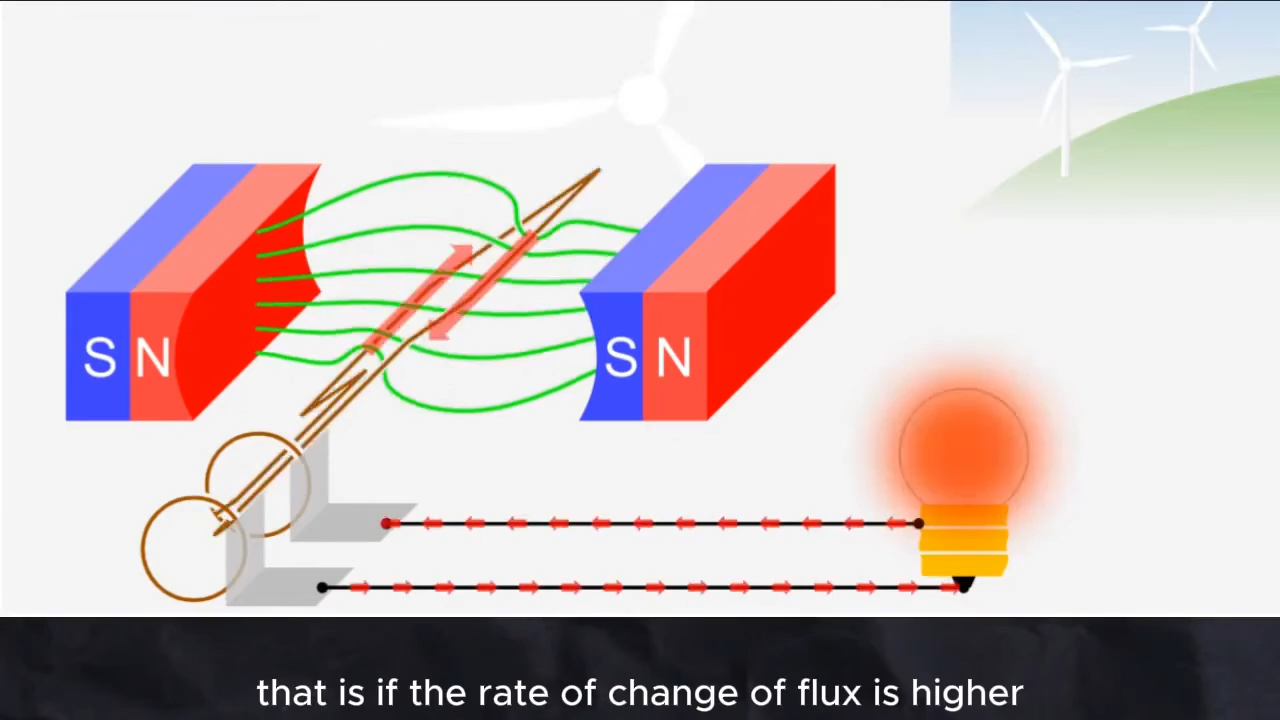 S N
S N
that is if the rate of change of flux is higher